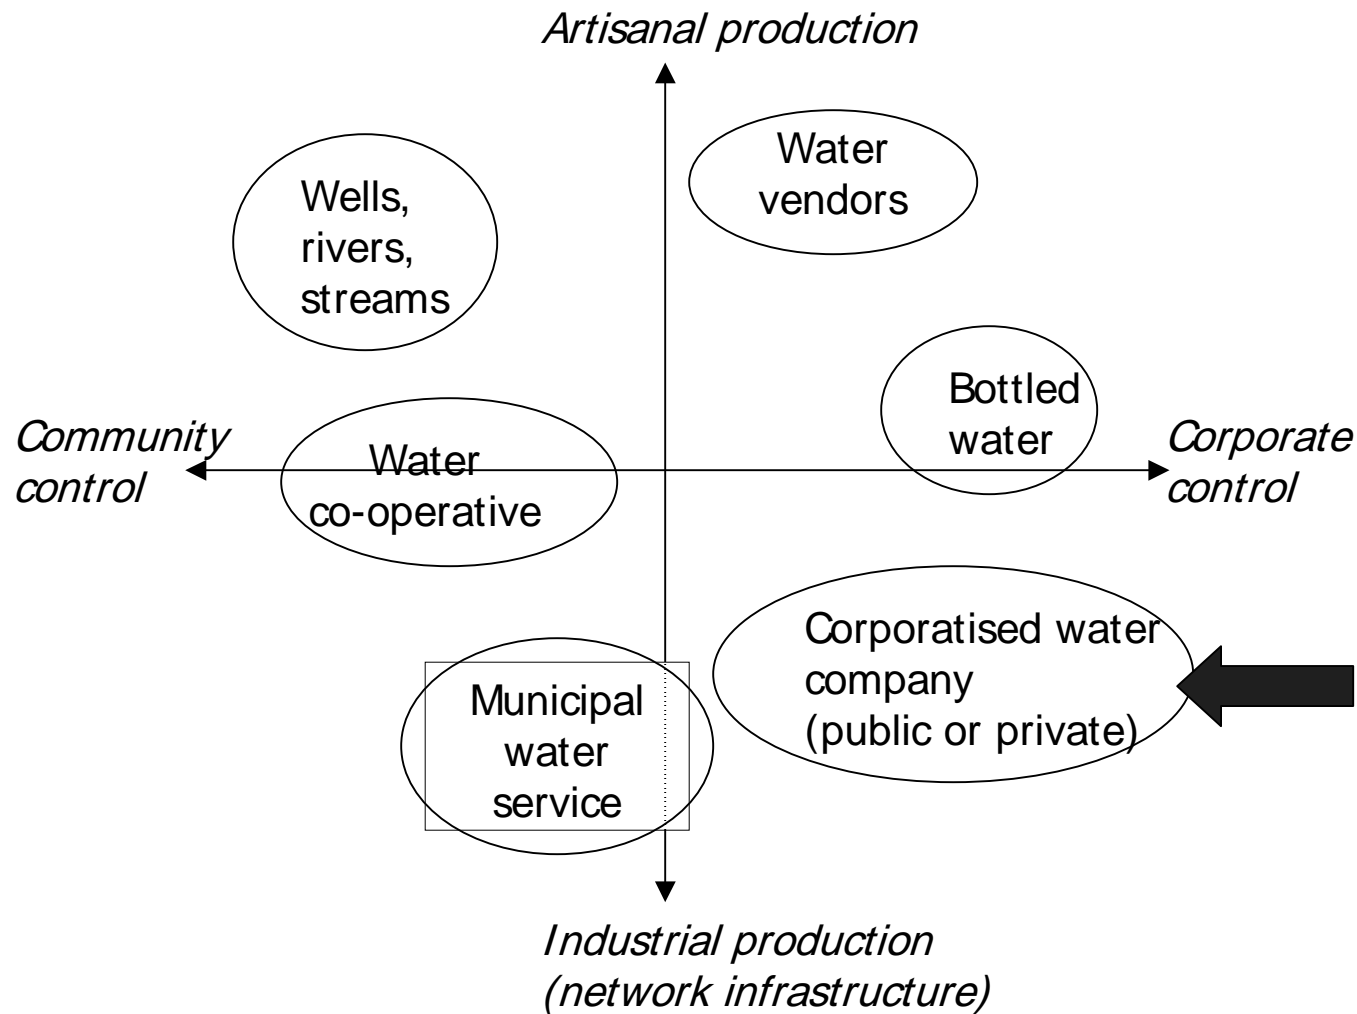 Artisanal production
Water
vendors
Wells,
rivers,
streams
Bottled
water
Community
control
Water
co-operative
Corporate
control
Corporatised water
company
(public or private)
Municipal
water
service
Industrial production
(network infrastructure)